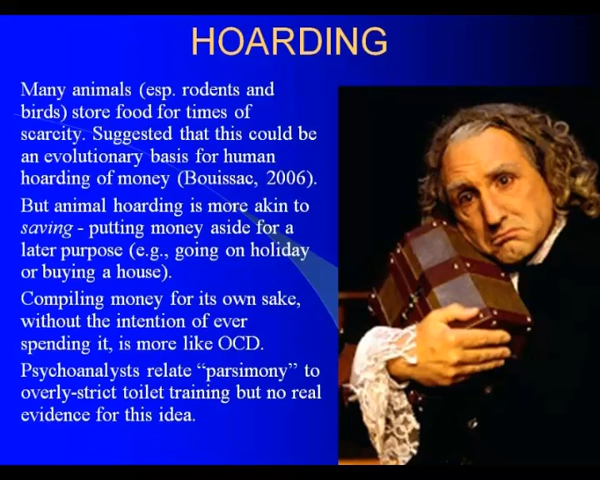 HOARDING
Many animals (esp. rodents and
birds) store food for times of
scarcity. Suggested that this could be
an evolutionary basis for human
hoarding of money (Bouissac, 2006).
But animal hoarding is more akin to
saving - putting money aside for a
later purpose (e.g., going on holiday
or buying a house).
Compiling money for its own sake,
without the intention of ever
spending it, is more like OCD.
Psychoanalysts relate “parsimony” to
overly-strict toilet training but no real
evidence for this idea.